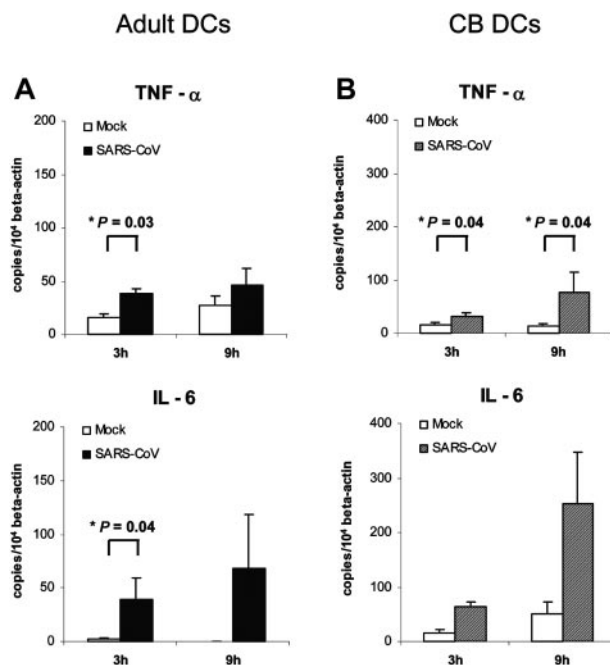 Adult DCs
CB DCs
A
TNF - α
200
150
100
50
0
copies/10⁴ beta-actin
Mock
SARS-CoV
* P = 0.03
3h
9h
B
TNF - α
400
300
200
100
0
copies/10⁴ beta-actin
Mock
SARS-CoV
* P = 0.04
* P = 0.04
3h
9h
IL - 6
200
150
100
50
0
copies/10⁴ beta-actin
Mock
SARS-CoV
* P = 0.04
3h
9h
IL - 6
400
300
200
100
0
copies/10⁴ beta-actin
Mock
SARS-CoV
3h
9h